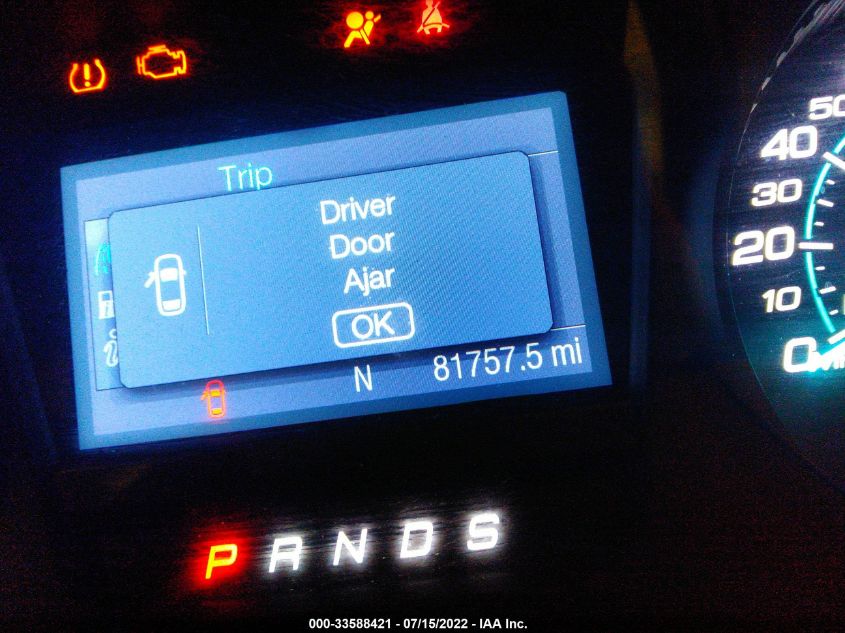 Trip
Driver
Door
Ajar
OK
N 81757.5 mi
P R N D S
50
40
30
20
10
0
000-33588421 - 07/15/2022 - IAA Inc.